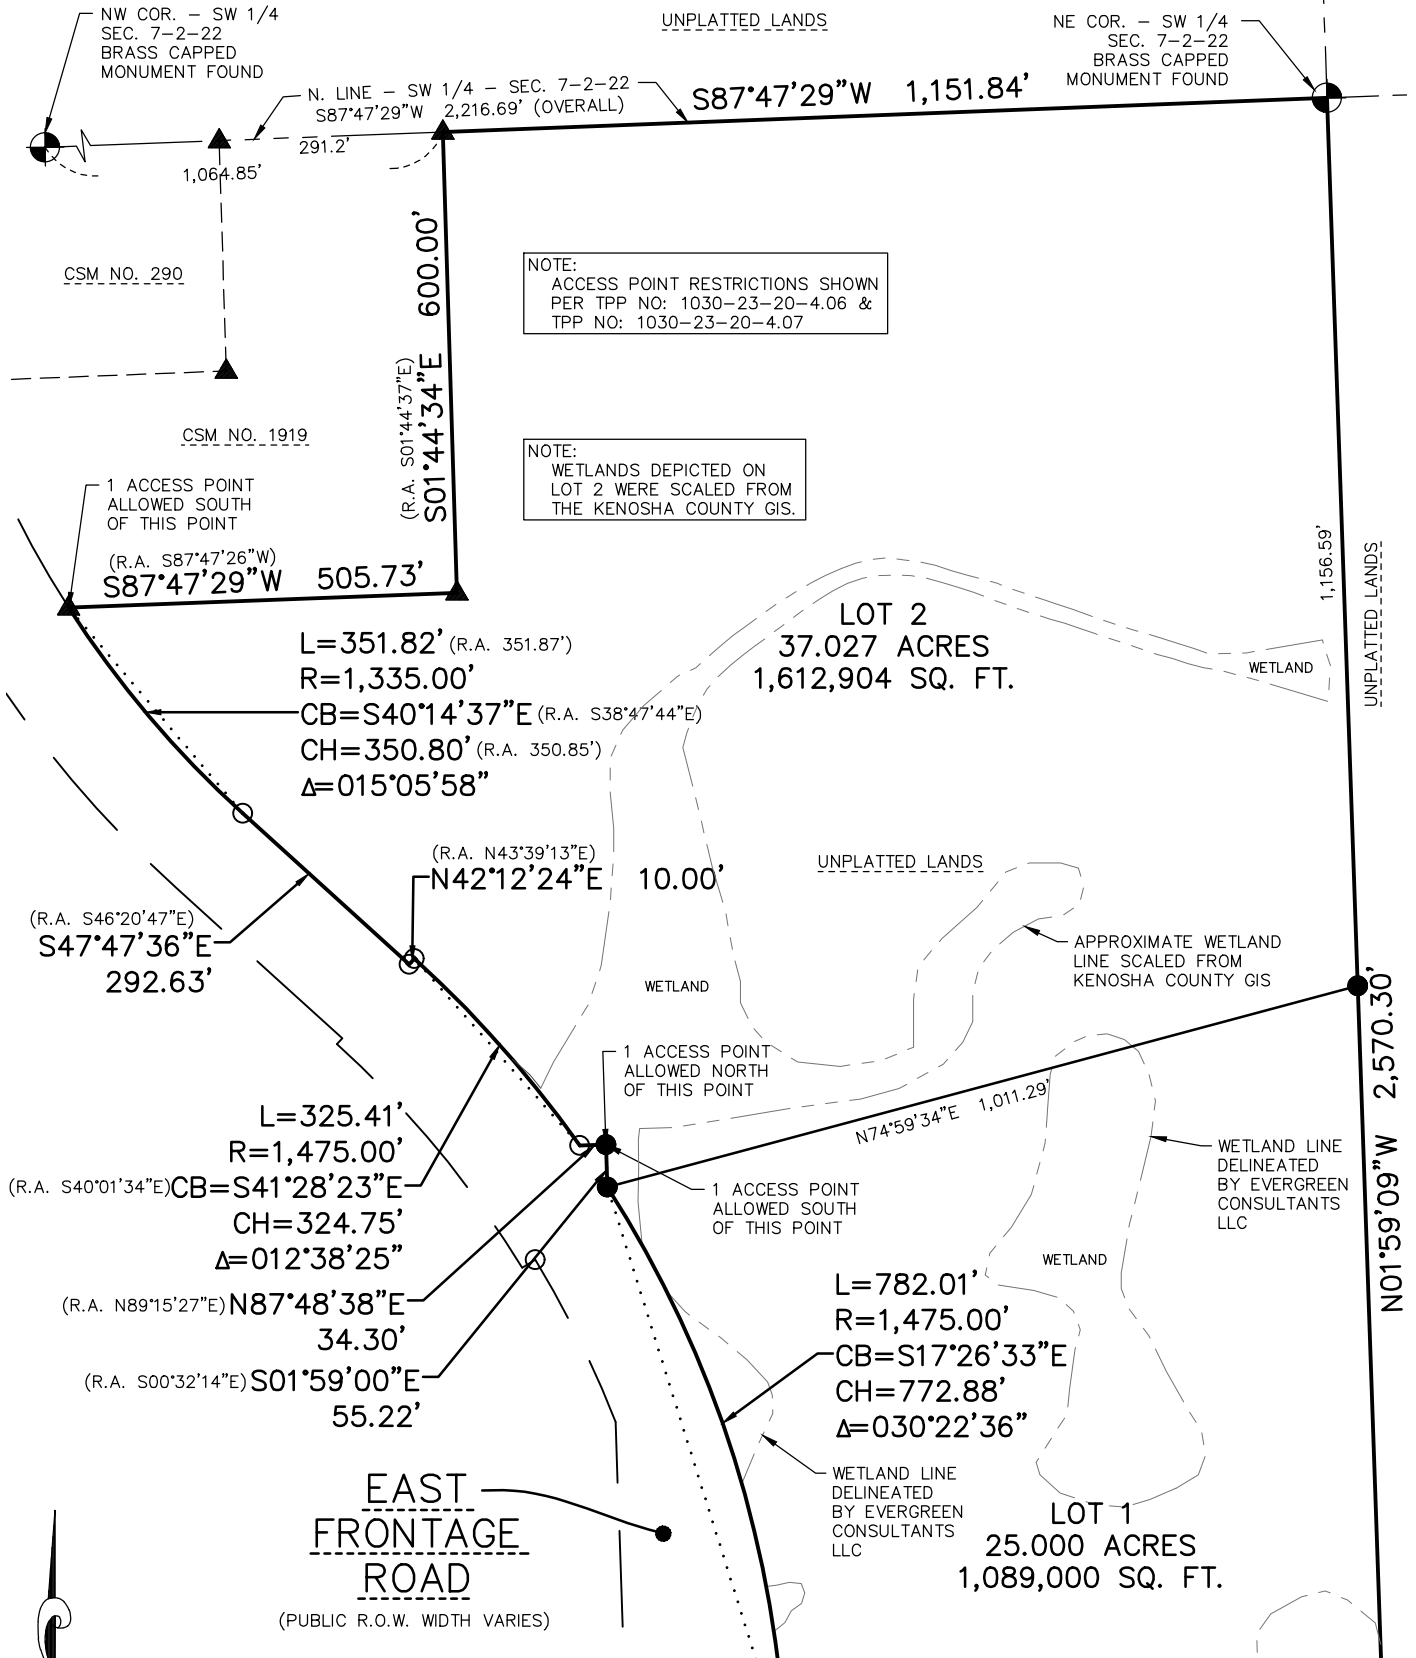 NW COR. – SW 1/4
SEC. 7–2–22
BRASS CAPPED
MONUMENT FOUND
UNPLATTED LANDS
NE COR. – SW 1/4
SEC. 7–2–22
BRASS CAPPED
MONUMENT FOUND
N. LINE – SW 1/4 – SEC. 7–2–22
S87°47'29"W 2,216.69' (OVERALL)
S87°47'29"W 1,151.84'
291.2'
1,064.85'
CSM NO. 290
600.00'
S01°44'34"E
(R.A. S01°44'37"E)
NOTE:
ACCESS POINT RESTRICTIONS SHOWN
PER TPP NO: 1030–23–20–4.06 &
TPP NO: 1030–23–20–4.07
CSM NO. 1919
NOTE:
WETLANDS DEPICTED ON
LOT 2 WERE SCALED FROM
THE KENOSHA COUNTY GIS.
1 ACCESS POINT
ALLOWED SOUTH
OF THIS POINT
(R.A. S87°47'26"W)
S87°47'29"W 505.73'
1,156.59'
UNPLATTED LANDS
LOT 2
37.027 ACRES
1,612,904 SQ. FT.
WETLAND
L=351.82' (R.A. 351.87')
R=1,335.00'
CB=S40°14'37"E (R.A. S38°47'44"E)
CH=350.80' (R.A. 350.85')
Δ=015°05'58"
(R.A. N43°39'13"E)
N42°12'24"E 10.00'
UNPLATTED LANDS
(R.A. S46°20'47"E)
S47°47'36"E
292.63'
APPROXIMATE WETLAND
LINE SCALED FROM
KENOSHA COUNTY GIS
WETLAND
N01°59'09"W 2,570.30'
1 ACCESS POINT
ALLOWED NORTH
OF THIS POINT
N74°59'34"E 1,011.29'
L=325.41'
R=1,475.00'
(R.A. S40°01'34"E) CB=S41°28'23"E
CH=324.75'
Δ=012°38'25"
WETLAND LINE
DELINEATED
BY EVERGREEN
CONSULTANTS
LLC
1 ACCESS POINT
ALLOWED SOUTH
OF THIS POINT
WETLAND
(R.A. N89°15'27"E) N87°48'38"E
34.30'
(R.A. S00°32'14"E) S01°59'00"E
55.22'
L=782.01'
R=1,475.00'
CB=S17°26'33"E
CH=772.88'
Δ=030°22'36"
WETLAND LINE
DELINEATED
BY EVERGREEN
CONSULTANTS
LLC
EAST
FRONTAGE
ROAD
(PUBLIC R.O.W. WIDTH VARIES)
LOT 1
25.000 ACRES
1,089,000 SQ. FT.